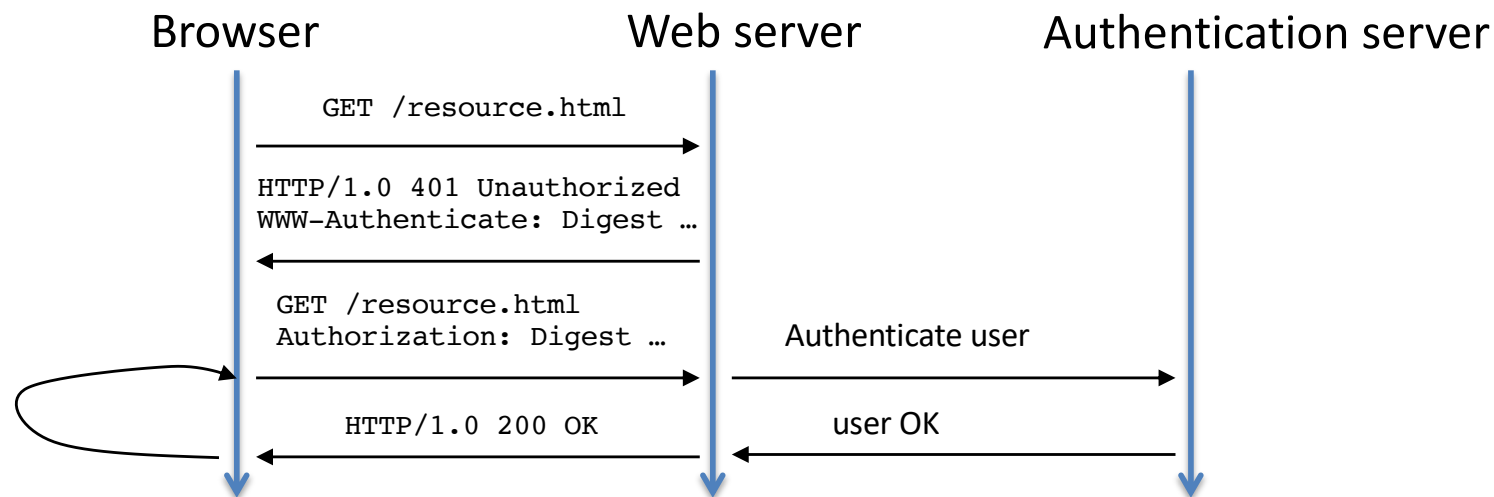 Browser
Web server
Authentication server
GET /resource.html
HTTP/1.0 401 Unauthorized
WWW-Authenticate: Digest …
GET /resource.html
Authorization: Digest …
Authenticate user
HTTP/1.0 200 OK
user OK